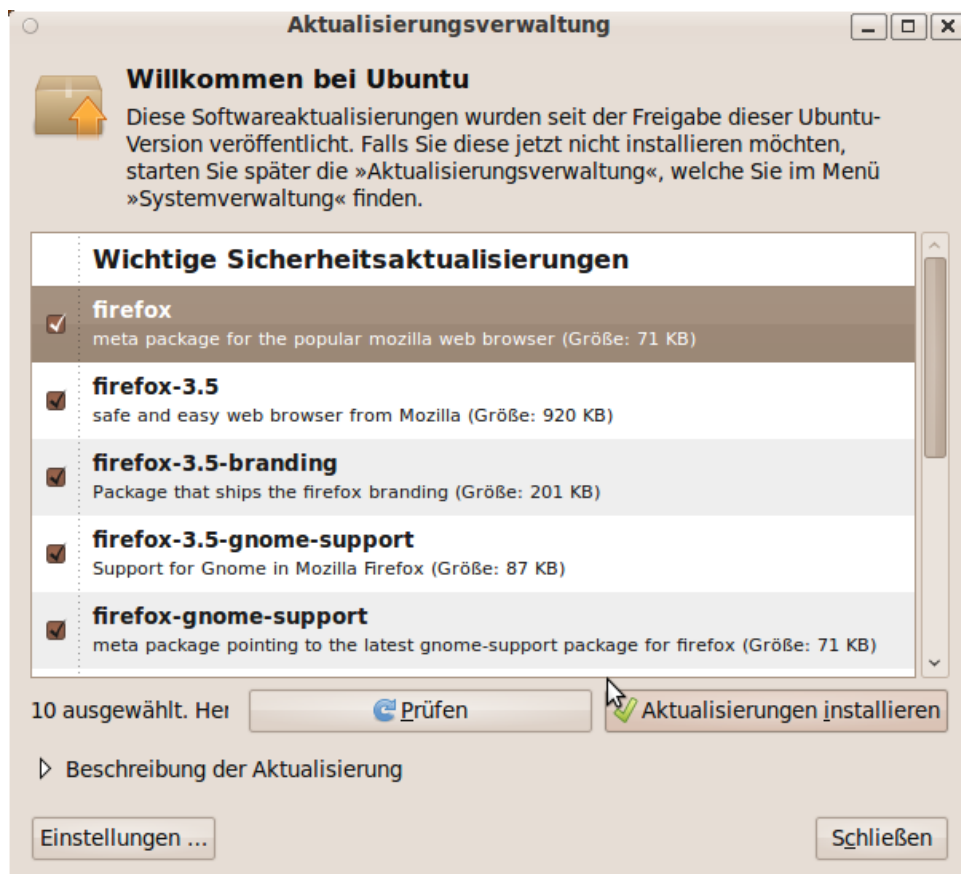 Aktualisierungsverwaltung
Willkommen bei Ubuntu
Diese Softwareaktualisierungen wurden seit der Freigabe dieser Ubuntu-
Version veröffentlicht. Falls Sie diese jetzt nicht installieren möchten,
starten Sie später die »Aktualisierungsverwaltung«, welche Sie im Menü
»Systemverwaltung« finden.
Wichtige Sicherheitsaktualisierungen
firefox
meta package for the popular mozilla web browser (Größe: 71 KB)
firefox-3.5
safe and easy web browser from Mozilla (Größe: 920 KB)
firefox-3.5-branding
Package that ships the firefox branding (Größe: 201 KB)
firefox-3.5-gnome-support
Support for Gnome in Mozilla Firefox (Größe: 87 KB)
firefox-gnome-support
meta package pointing to the latest gnome-support package for firefox (Größe: 71 KB)
10 ausgewählt. Her Prüfen Aktualisierungen installieren
Beschreibung der Aktualisierung
Einstellungen ... Schließen